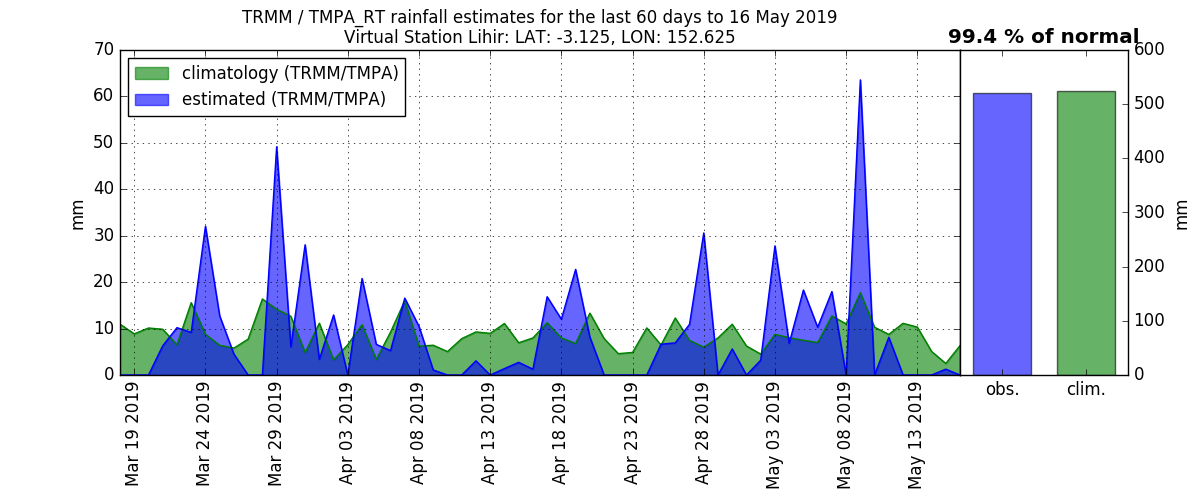 TRMM / TMPA_RT rainfall estimates for the last 60 days to 16 May 2019
Virtual Station Lihir: LAT: -3.125, LON: 152.625
99.4 % of normal
climatology (TRMM/TMPA)
estimated (TRMM/TMPA)
70
60
50
40
30
20
10
0
mm
Mar 19 2019
Mar 24 2019
Mar 29 2019
Apr 03 2019
Apr 08 2019
Apr 13 2019
Apr 18 2019
Apr 23 2019
Apr 28 2019
May 03 2019
May 08 2019
May 13 2019
obs.
clim.
600
500
400
300
200
100
0
mm